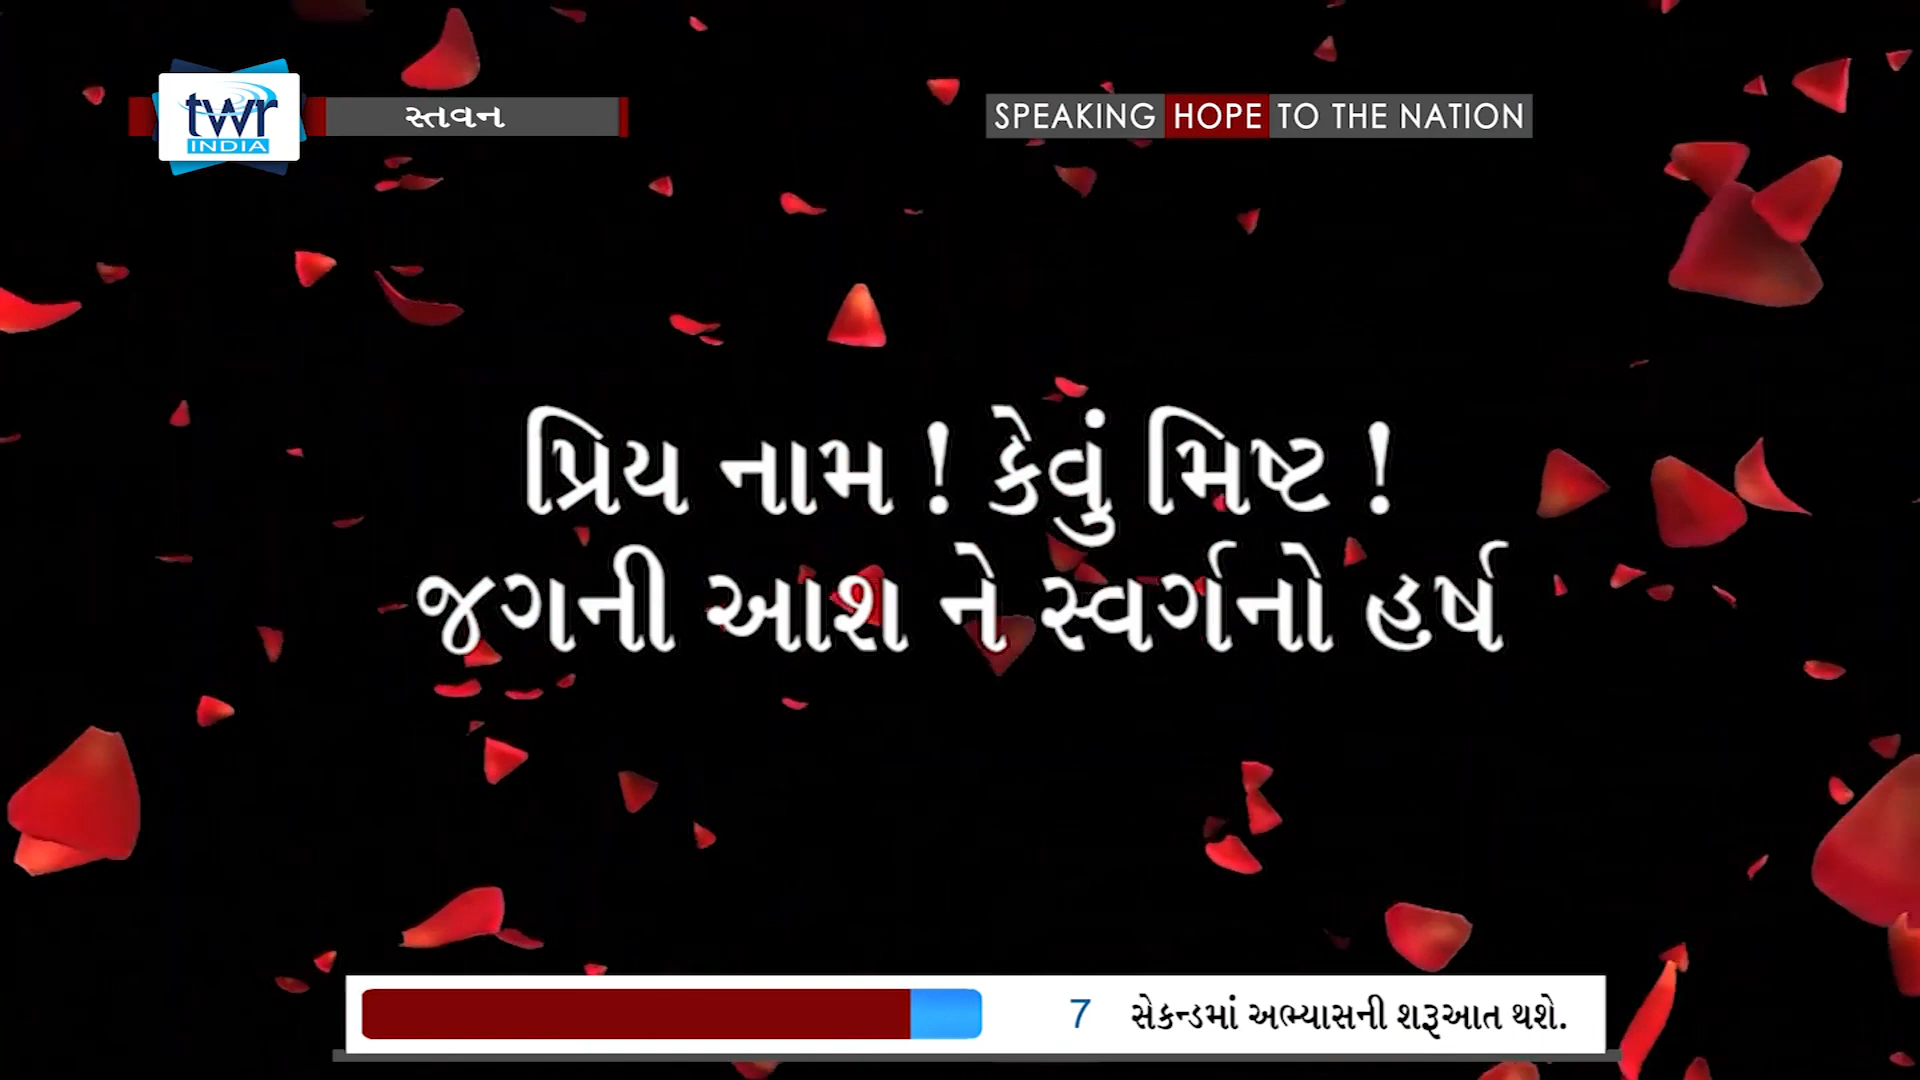 twr
INDIA
સ્તવન
SPEAKING HOPE TO THE NATION
પ્રિય નામ ! કેવું મિષ્ટ !
જગની આશ ને સ્વર્ગનો હર્ષ
7 સેકન્ડમાં અભ્યાસની શરૂઆત થશે.